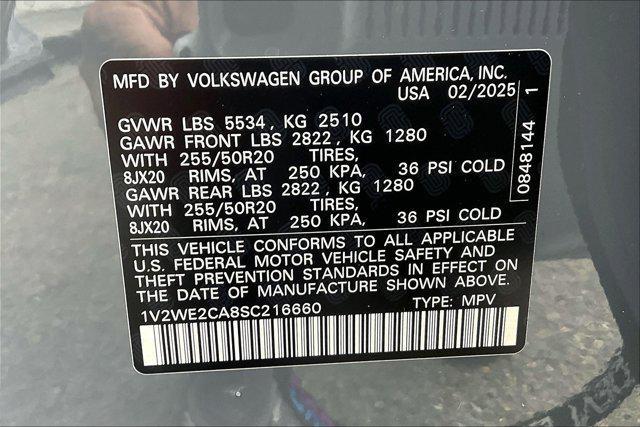 MFD BY VOLKSWAGEN GROUP OF AMERICA, INC.
USA 02/2025
GVWR LBS 5534 , KG 2510
GAWR FRONT LBS 2822 , KG 1280
WITH 255/50R20 TIRES,
8JX20 RIMS, AT 250 KPA, 36 PSI COLD
GAWR REAR LBS 2822 , KG 1280
WITH 255/50R20 TIRES,
8JX20 RIMS, AT 250 KPA, 36 PSI COLD
0848144 1
THIS VEHICLE CONFORMS TO ALL APPLICABLE
U.S. FEDERAL MOTOR VEHICLE SAFETY AND
THEFT PREVENTION STANDARDS IN EFFECT ON
THE DATE OF MANUFACTURE SHOWN ABOVE.
1V2WE2CA8SC216660 TYPE: MPV